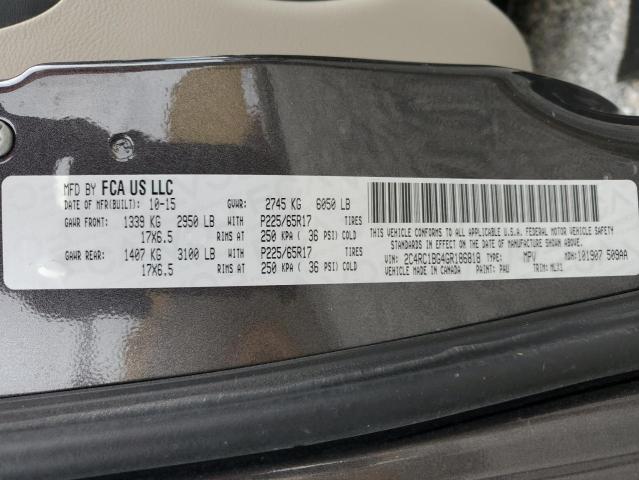 MFD BY FCA US LLC
DATE OF MFR(BUILT): 10-15 GVWR: 2745 KG 6050 LB
GAWR FRONT: 1339 KG 2950 LB WITH P225/65R17 TIRES
17X6.5 RIMS AT 250 KPA ( 36 PSI) COLD
GAWR REAR: 1407 KG 3100 LB WITH P225/65R17 TIRES
17X6.5 RIMS AT 250 KPA ( 36 PSI) COLD
THIS VEHICLE CONFORMS TO ALL APPLICABLE U.S.A. FEDERAL MOTOR VEHICLE SAFETY
STANDARDS IN EFFECT ON THE DATE OF MANUFACTURE SHOWN ABOVE.
VIN: 2C4RC1BG4GR186818 TYPE: MPV MDH: 101907 509AA
VEHICLE MADE IN CANADA PAINT: PAU TRIM: MLX1